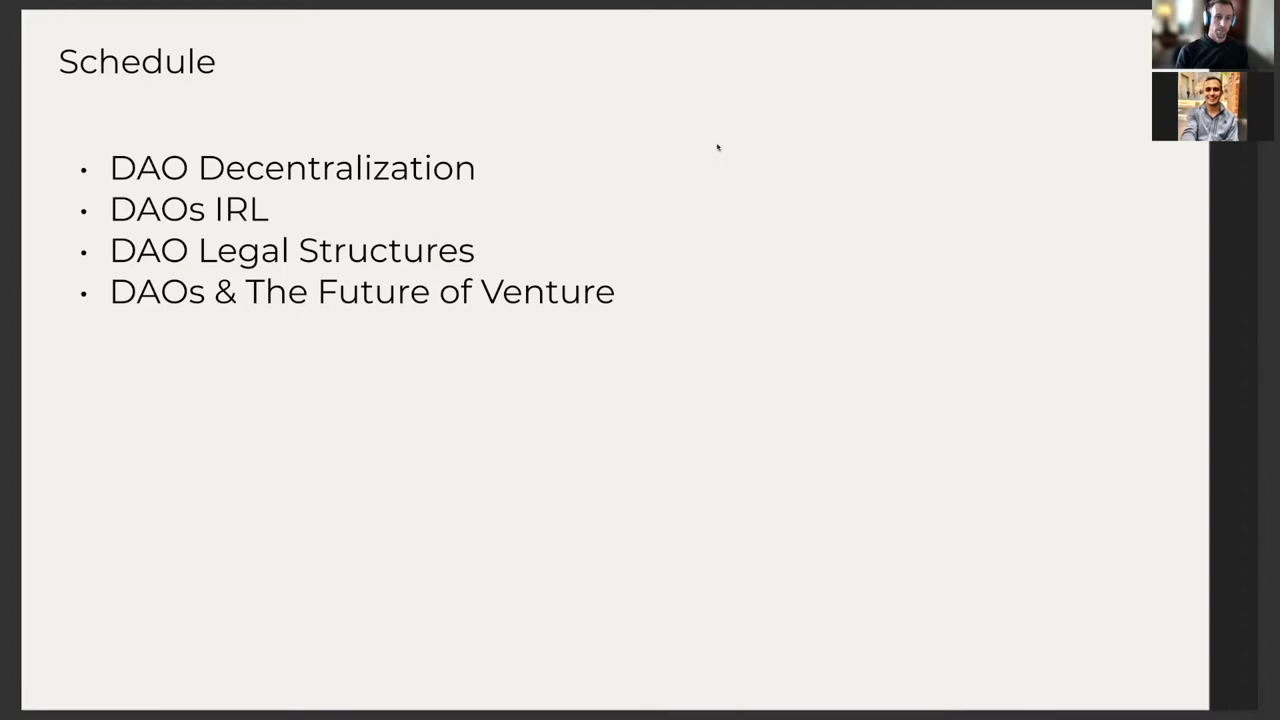 Schedule
• DAO Decentralization
• DAOs IRL
• DAO Legal Structures
• DAOs & The Future of Venture